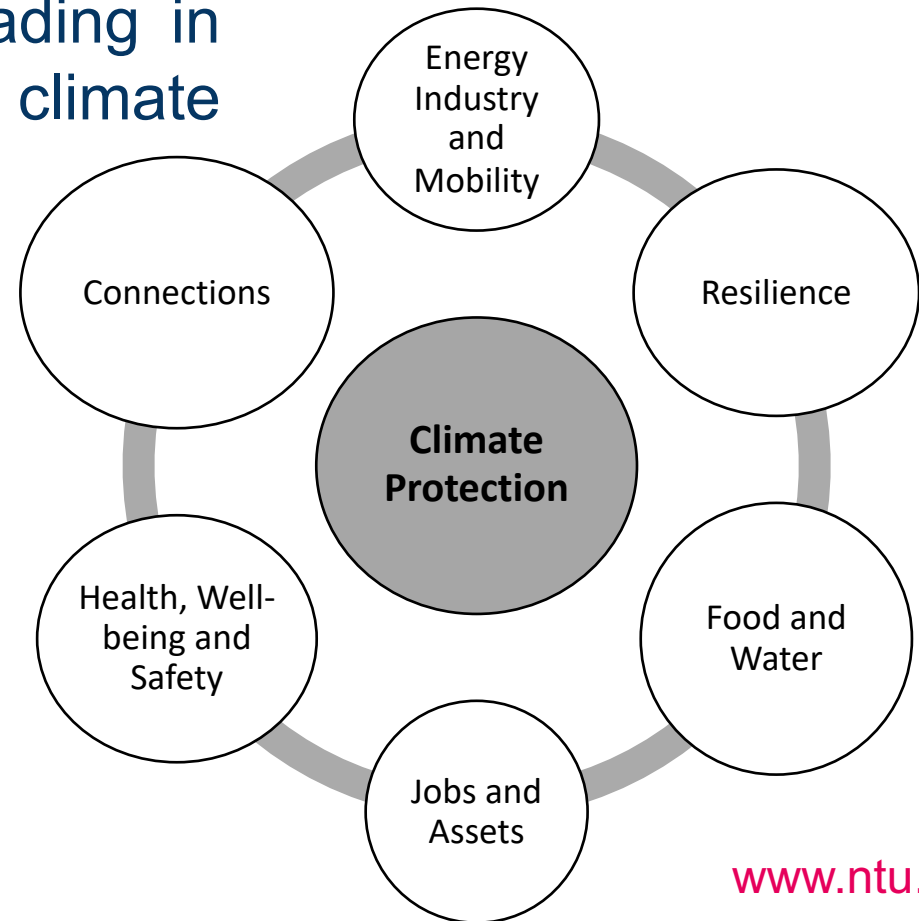 ading in
climate
Energy
Industry
and
Mobility
Connections
Resilience
Climate
Protection
Health, Well-
being and
Safety
Food and
Water
Jobs and
Assets
www.ntu.